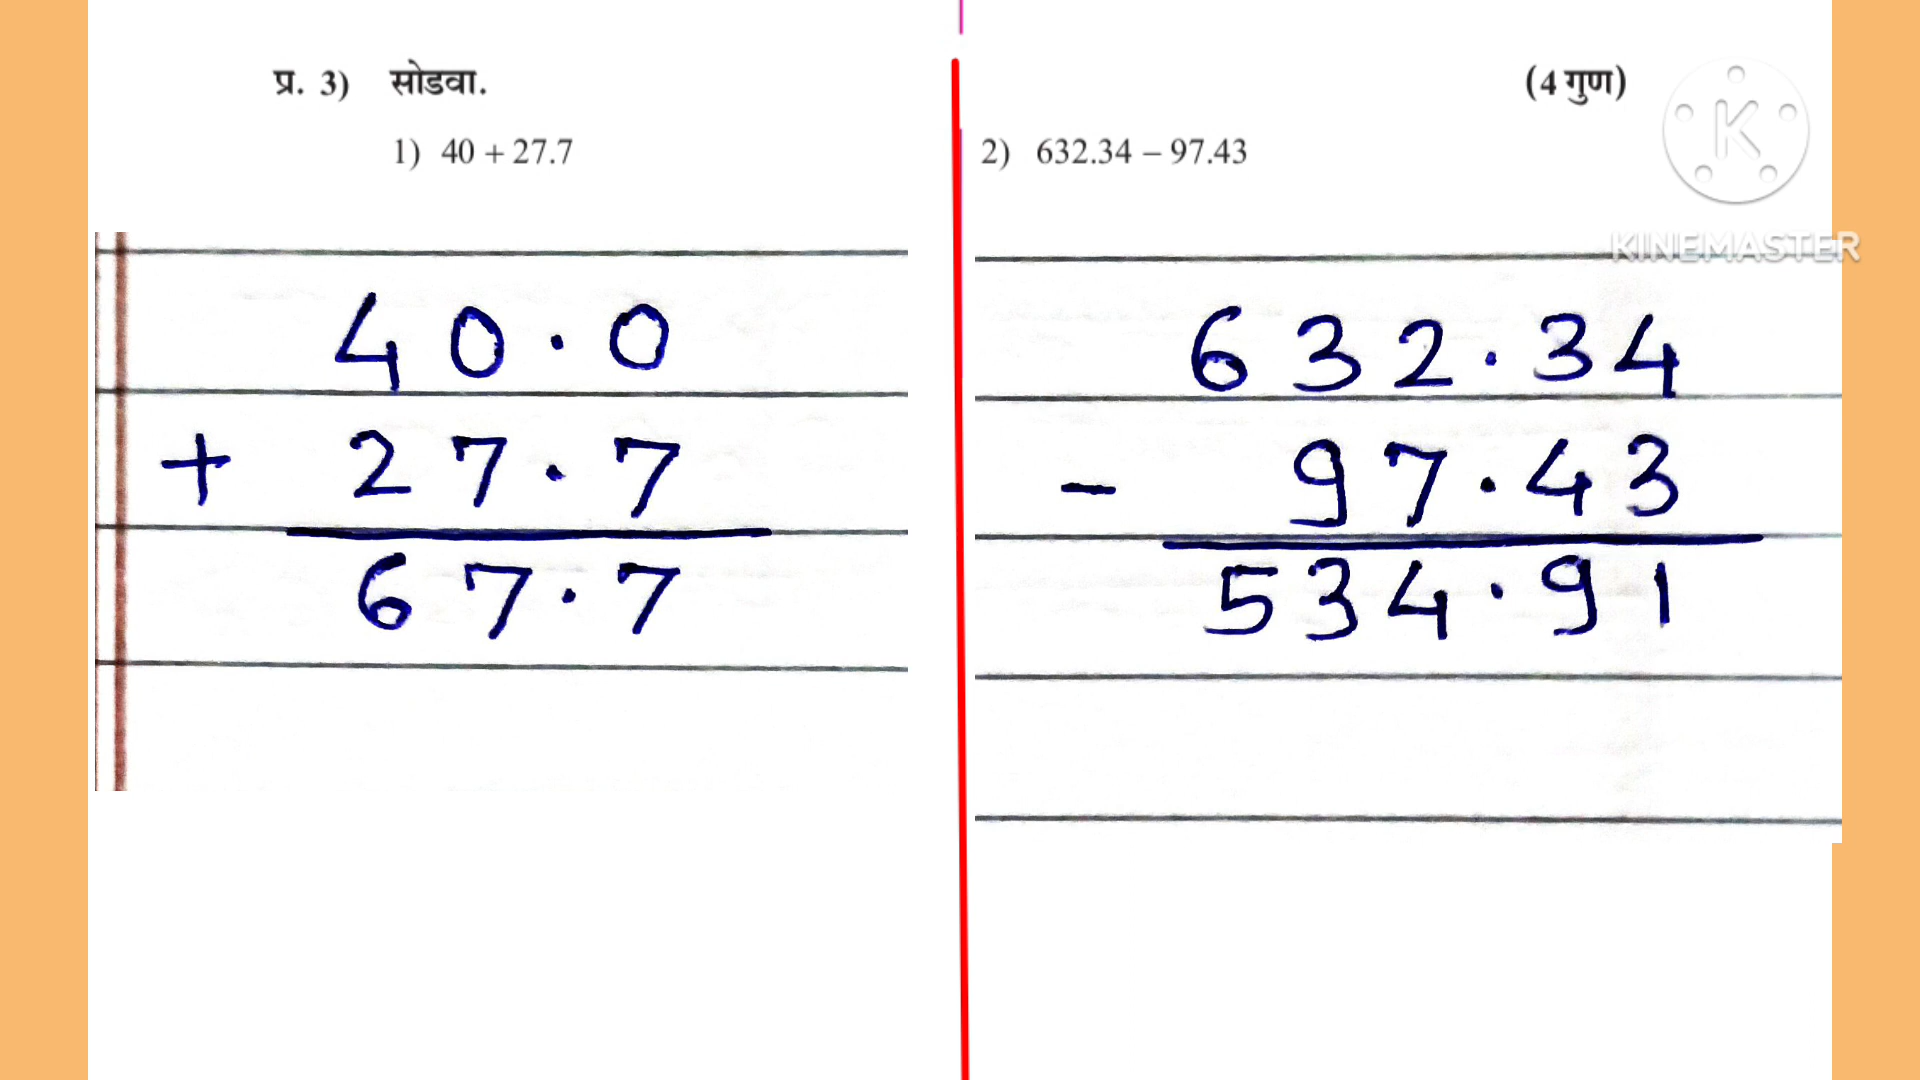 प्र. 3) सोडवा. (4 गुण)
1) 40 + 27.7
2) 632.34 – 97.43
K
KINEMASTER
40.0
+ 27.7
67.7
632.34
- 97.43
534.91